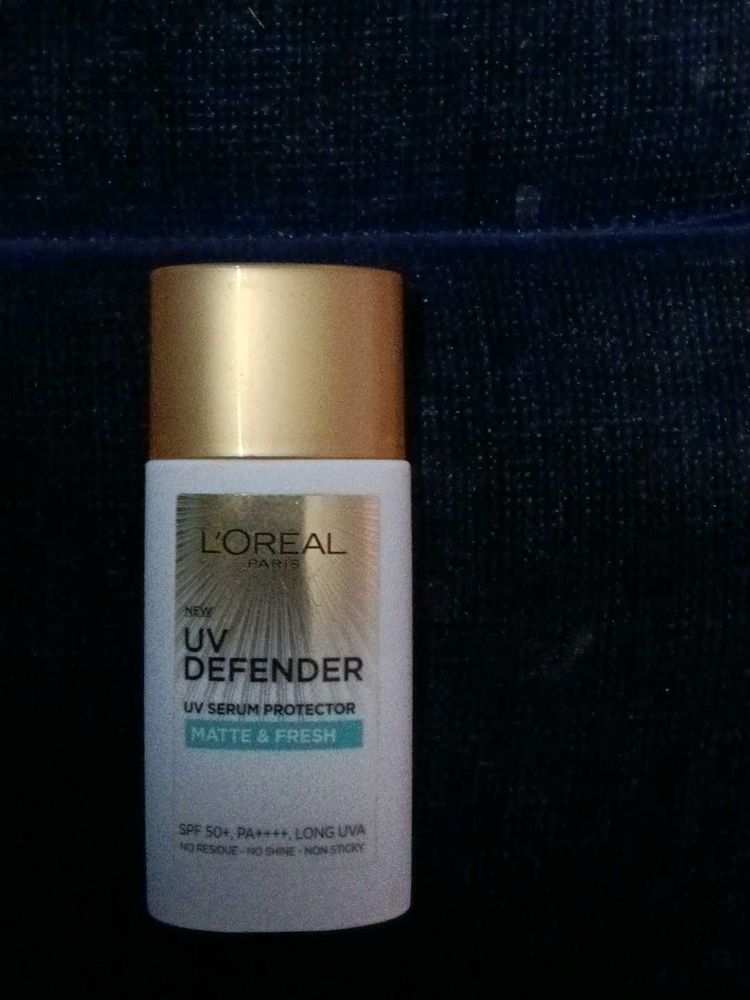 L'ORÉAL
PARIS
NEW
UV
DEFENDER
UV SERUM PROTECTOR
MATTE & FRESH
SPF 50+, PA++++, LONG UVA
NO RESIDUE - NO SHINE - NON STICKY